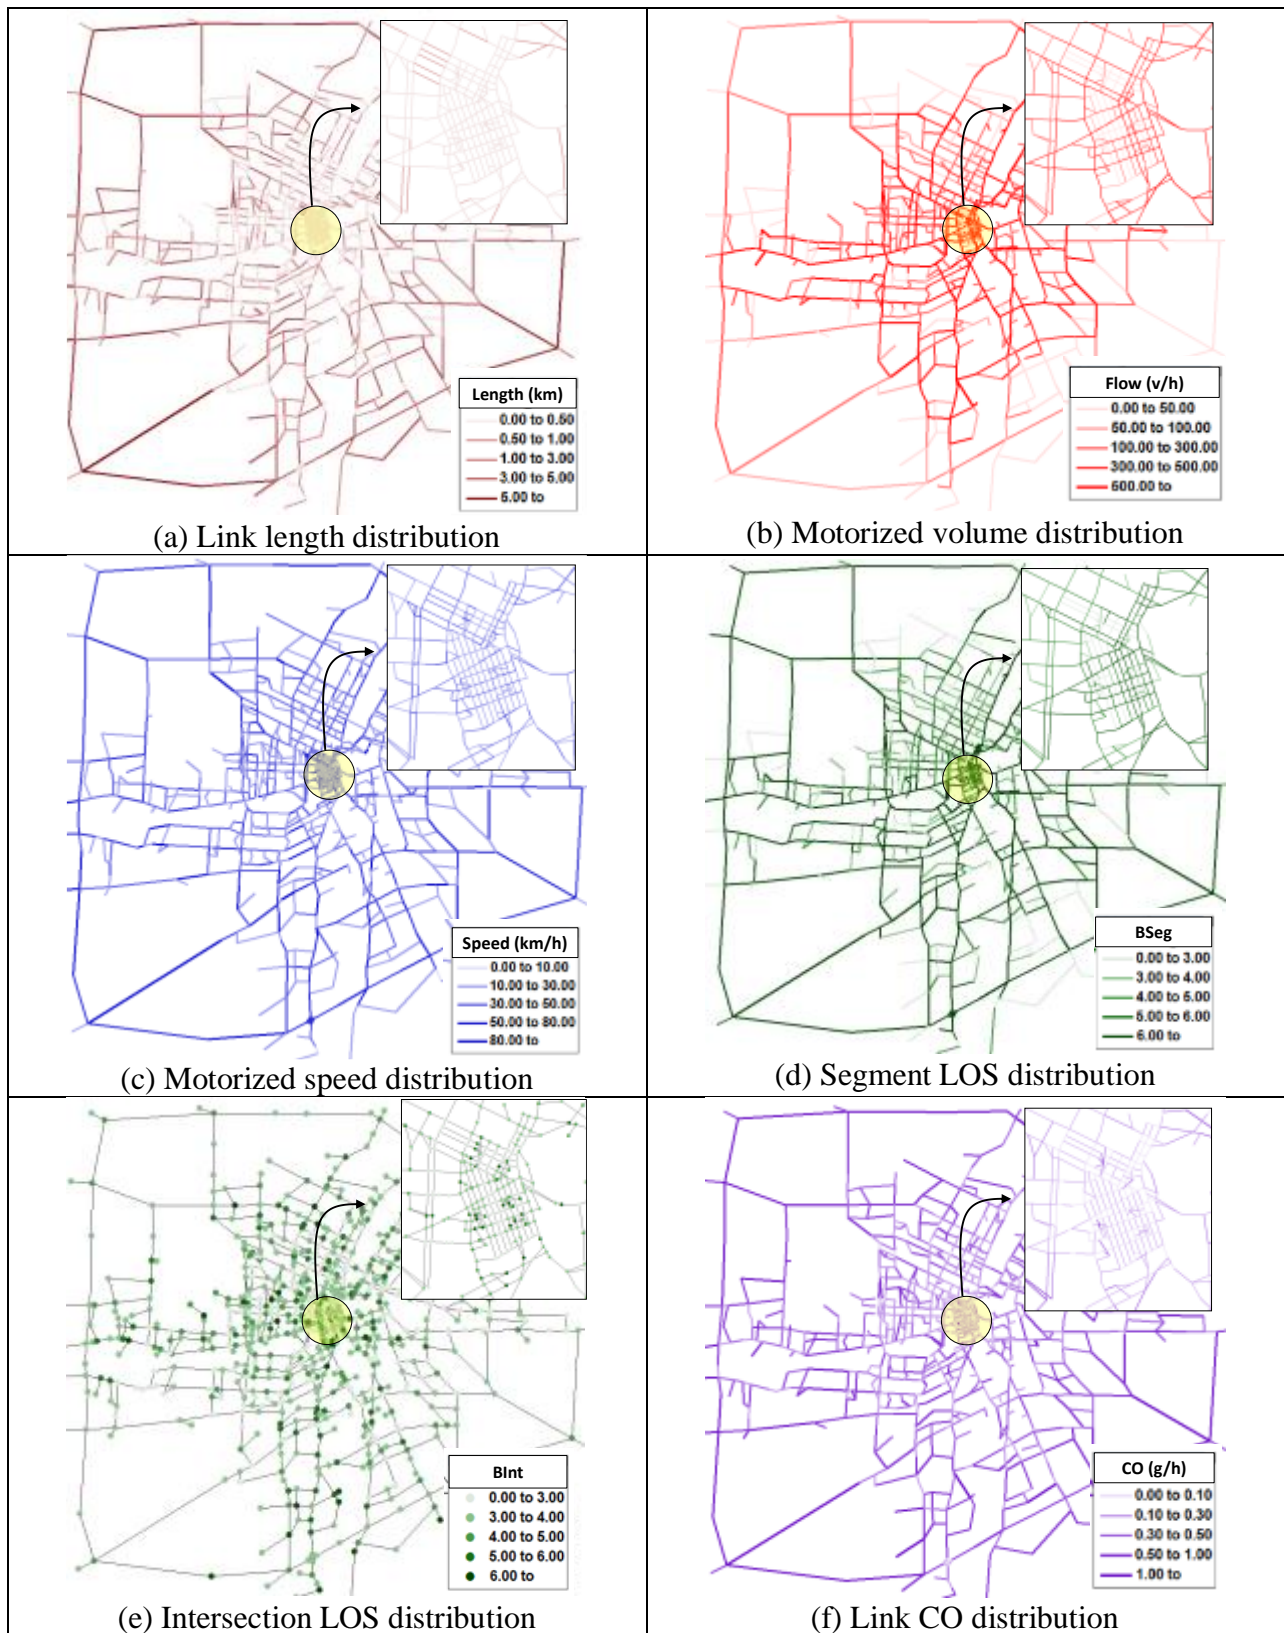 Length (km)
0.00 to 0.50
0.50 to 1.00
1.00 to 3.00
3.00 to 5.00
5.00 to
(a) Link length distribution
Flow (v/h)
0.00 to 50.00
50.00 to 100.00
100.00 to 300.00
300.00 to 500.00
500.00 to
(b) Motorized volume distribution
Speed (km/h)
0.00 to 10.00
10.00 to 30.00
30.00 to 50.00
50.00 to 80.00
80.00 to
(c) Motorized speed distribution
BSeg
0.00 to 3.00
3.00 to 4.00
4.00 to 5.00
5.00 to 6.00
6.00 to
(d) Segment LOS distribution
BInt
0.00 to 3.00
3.00 to 4.00
4.00 to 5.00
5.00 to 6.00
6.00 to
(e) Intersection LOS distribution
CO (g/h)
0.00 to 0.10
0.10 to 0.30
0.30 to 0.50
0.50 to 1.00
1.00 to
(f) Link CO distribution